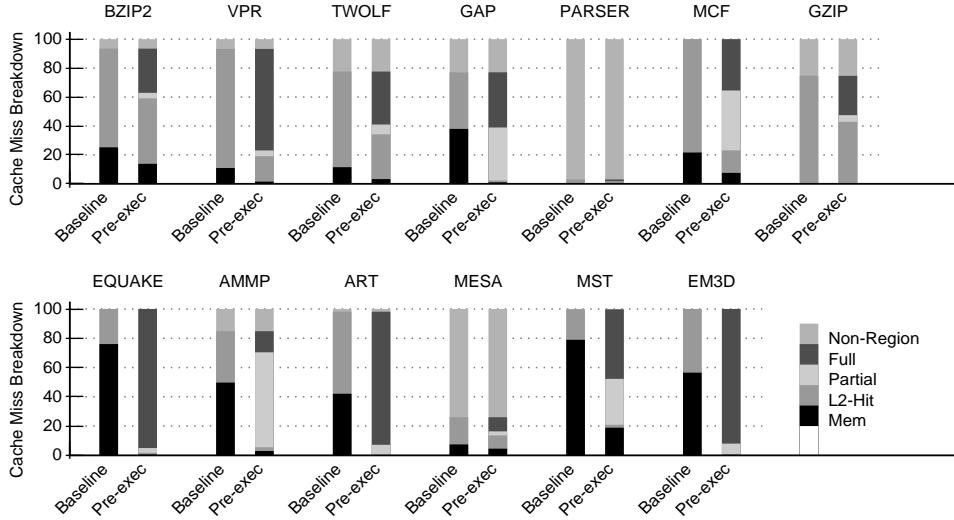 BZIP2 VPR TWOLF GAP PARSER MCF GZIP
Cache Miss Breakdown
100
80
60
40
20
0
Baseline Pre-exec Baseline Pre-exec Baseline Pre-exec Baseline Pre-exec Baseline Pre-exec Baseline Pre-exec Baseline Pre-exec
EQUAKE AMMP ART MESA MST EM3D
Cache Miss Breakdown
100
80
60
40
20
0
Baseline Pre-exec Baseline Pre-exec Baseline Pre-exec Baseline Pre-exec Baseline Pre-exec Baseline Pre-exec
Non-Region
Full
Partial
L2-Hit
Mem